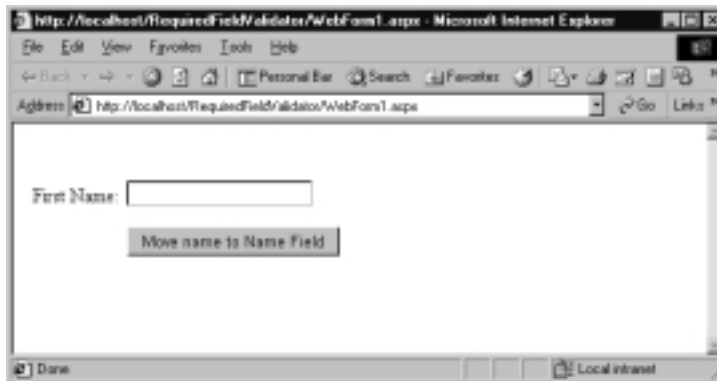 http://localhost/RequiredFieldValidator/WebForm1.aspx - Microsoft Internet Explorer
File Edit View Favorites Tools Help
Back Personal Bar Search Favorites
Address http://localhost/RequiredFieldValidator/WebForm1.aspx Go Links »
First Name:
Move name to Name Field
Done Local intranet